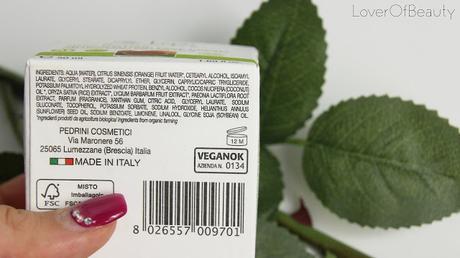 LoverOfBeauty
INGREDIENTS: AQUA (WATER), CITRUS SINENSIS (ORANGE) FRUIT WATER*, CETEARYL ALCOHOL, ISOAMYL
LAURATE, GLYCERYL STEARATE, DICAPRYLYL ETHER, GLYCERIN, CAPRYLIC/CAPRIC TRYGLICERIDE,
POTASSIUM PALMITOYL HYDROLYZED WHEAT PROTEIN, BENZYL ALCOHOL, COCOS NUCIFERA (COCONUT)
OIL*, ORYZA SATIVA (RICE) EXTRACT*, LYCIUM BARBARUM FRUIT EXTRACT*, PAEONIA LACTIFLORA ROOT
EXTRACT, PARFUM (FRAGRANCE), XANTHAN GUM, CITRIC ACID, GLYCERYL LAURATE, SODIUM
GLUCONATE, TOCOPHEROL, POTASSIUM SORBATE, SODIUM HYDROXIDE, HELIANTHUS ANNUUS
SUNFLOWER SEED OIL, SODIUM BENZOATE, LIMONENE, LINALOOL, GLYCINE SOJA (SOYBEAN) OIL.
*ingredienti prodotti da agricoltura biologica/ ingredients from organic farming
PEDRINI COSMETICI
Via Maronere 56
25065 Lumezzane (Brescia) Italia
MADE IN ITALY
12 M
VEGANOK
AZIENDA N. 0134
FSC
MISTO
Imballaggio
8 026557 009701